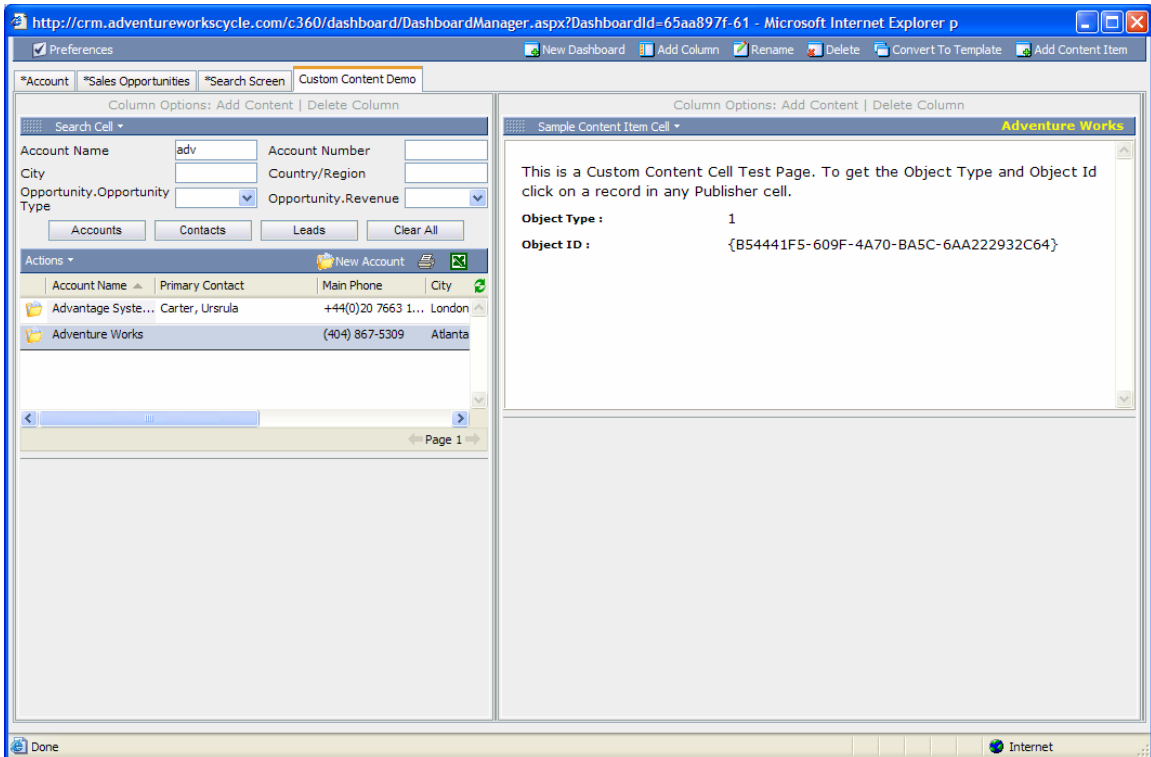 http://crm.adventureworkscycle.com/c360/dashboard/DashboardManager.aspx?DashboardId=65aa897f-61 - Microsoft Internet Explorer p
Preferences New Dashboard Add Column Rename Delete Convert To Template Add Content Item
*Account *Sales Opportunities *Search Screen Custom Content Demo
Column Options: Add Content | Delete Column
Search Cell
Account Name adv Account Number
City Country/Region
Opportunity.Opportunity Type Opportunity.Revenue
Accounts Contacts Leads Clear All
Actions New Account
Account Name Primary Contact Main Phone City
Advantage Syste... Carter, Ursrula +44(0)20 7663 1... London
Adventure Works (404) 867-5309 Atlanta
Page 1
Column Options: Add Content | Delete Column
Sample Content Item Cell Adventure Works
This is a Custom Content Cell Test Page. To get the Object Type and Object Id
click on a record in any Publisher cell.
Object Type : 1
Object ID : {B54441F5-609F-4A70-BA5C-6AA222932C64}
Done Internet